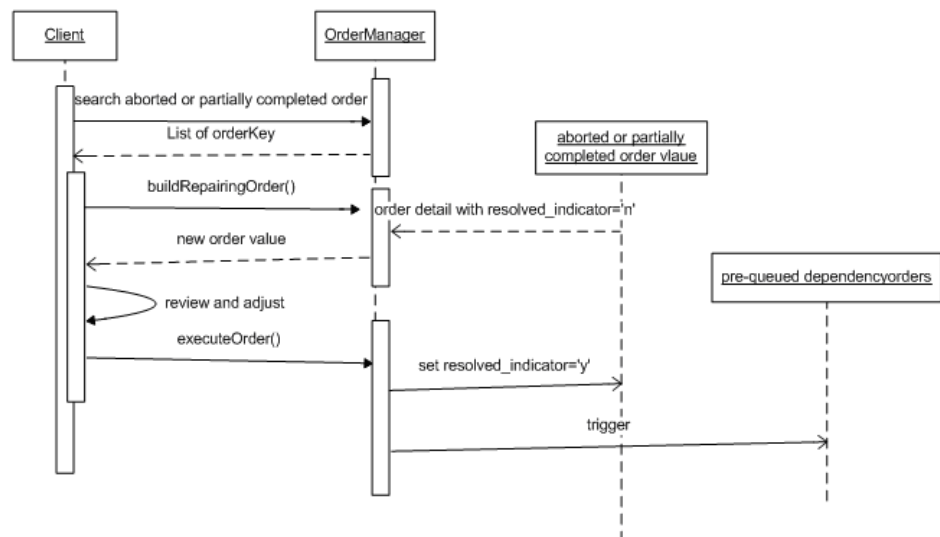 Client
OrderManager
search aborted or partially completed order
List of orderKey
aborted or partially
completed order vlaue
buildRepairingOrder()
order detail with resolved_indicator='n'
new order value
pre-queued dependencyorders
review and adjust
executeOrder()
set resolved_indicator='y'
trigger